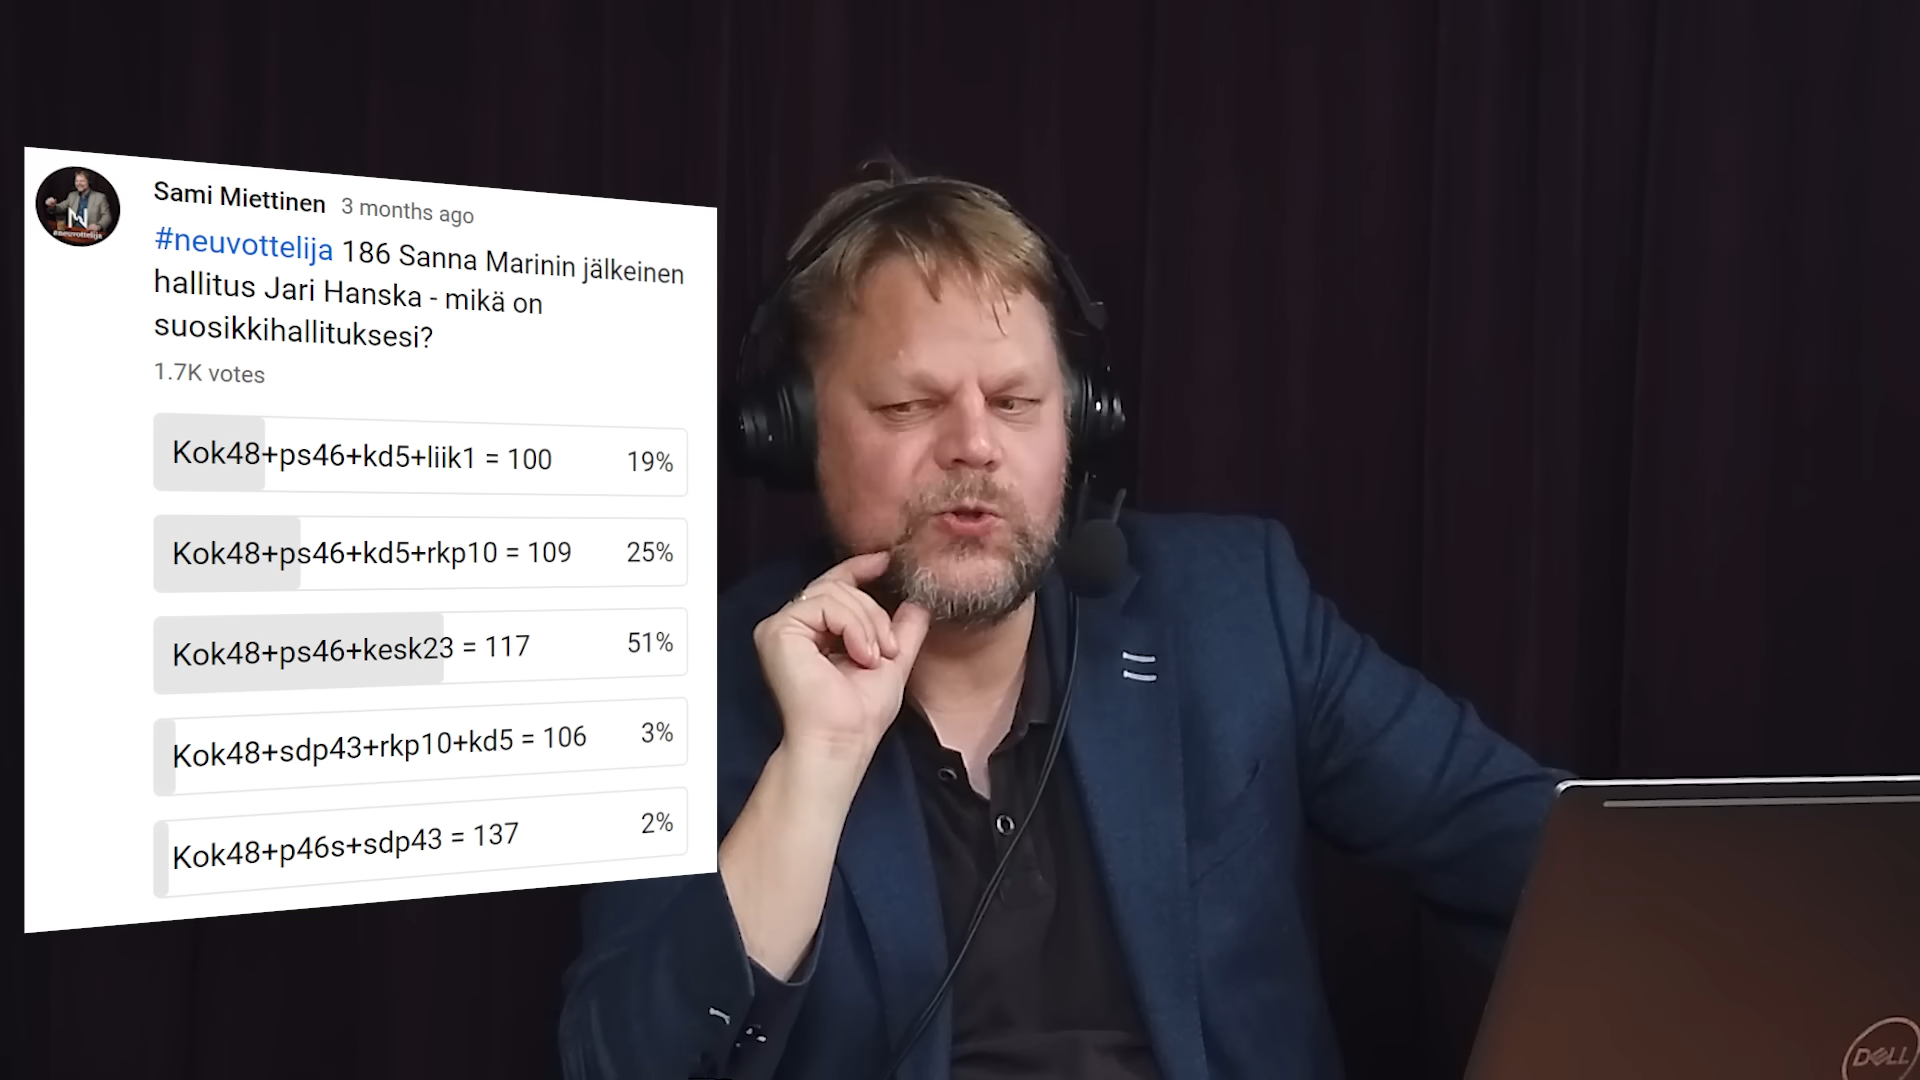 Sami Miettinen 3 months ago
#neuvottelija 186 Sanna Marinin jälkeinen
hallitus Jari Hanska - mikä on
suosikkihallituksesi?
1.7K votes
Kok48+ps46+kd5+liik1 = 100 19%
Kok48+ps46+kd5+rkp10 = 109 25%
Kok48+ps46+kesk23 = 117 51%
Kok48+sdp43+rkp10+kd5 = 106 3%
Kok48+p46s+sdp43 = 137 2%
N
#neuvottelija
DELL